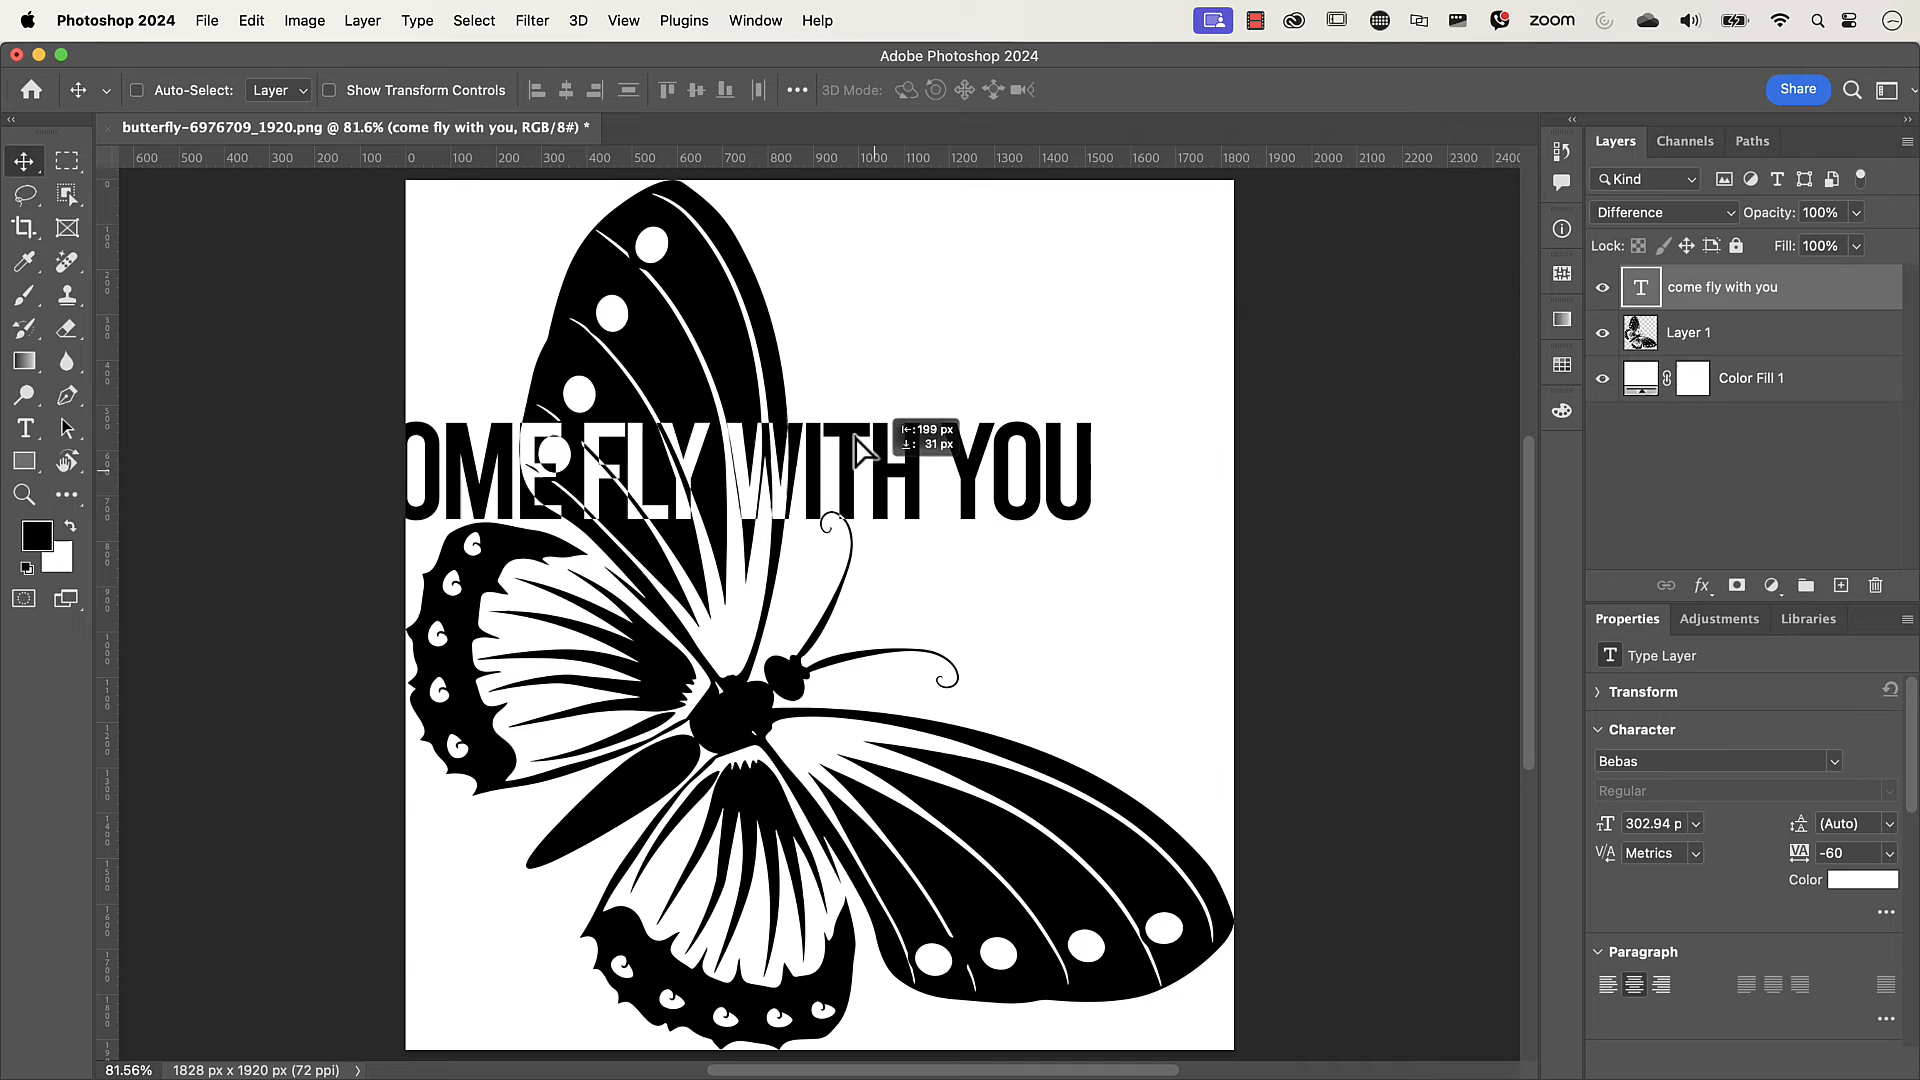 Photoshop 2024 File Edit Image Layer Type Select Filter 3D View Plugins Window Help zoom
Adobe Photoshop 2024
Auto-Select: Layer Show Transform Controls 3D Mode: Share
butterfly-6976709_1920.png @ 81.6% (come fly with you, RGB/8#) *
600 500 400 300 200 100 0 100 200 300 400 500 600 700 800 900 1000 1100 1200 1300 1400 1500 1600 1700 1800 1900 2000 2100 2200 2300 2400
OME FLY WITH YOU
199 px
31 px
Layers Channels Paths
Kind
Difference Opacity: 100%
Lock: Fill: 100%
T come fly with you
Layer 1
Color Fill 1
fx
Properties Adjustments Libraries
T Type Layer
Transform
Character
Bebas
Regular
302.94 p (Auto)
Metrics -60
Color
Paragraph
81.56% 1828 px x 1920 px (72 ppi)